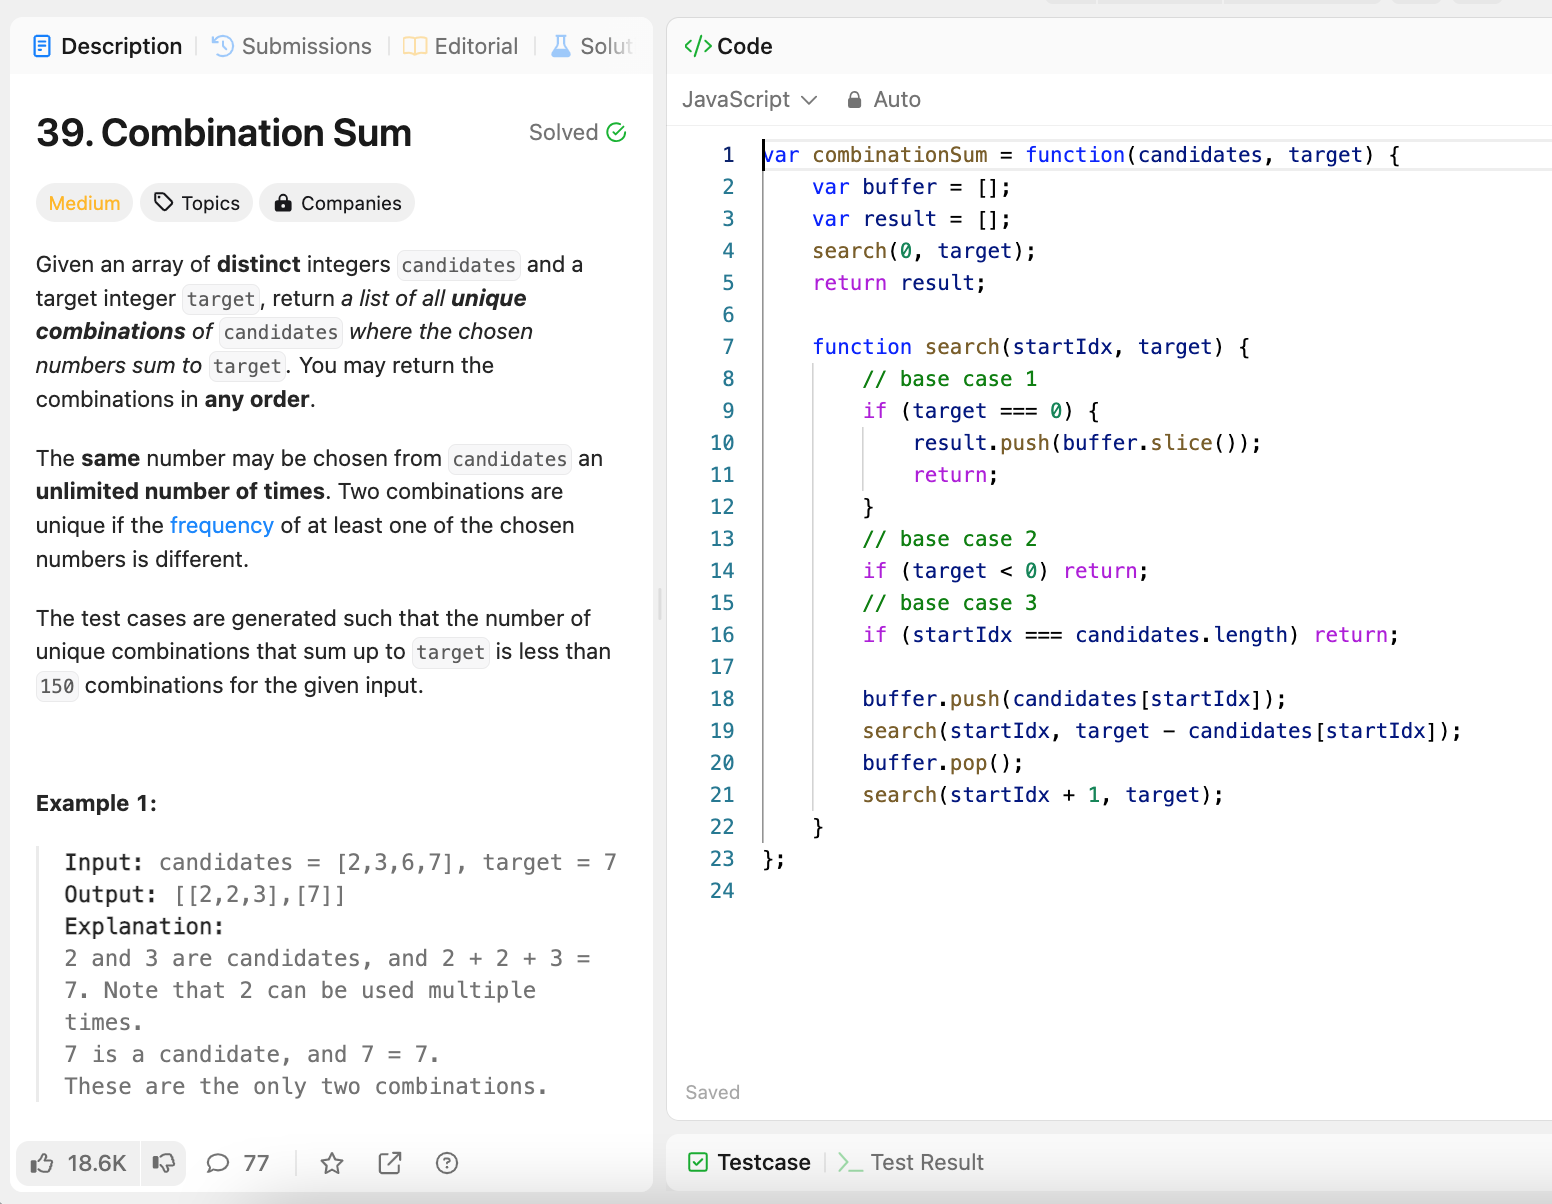 Description
Submissions
Editorial
Solut
39. Combination Sum
Solved
Medium
Topics
Companies
Given an array of distinct integers candidates and a
target integer target, return a list of all unique
combinations of candidates where the chosen
numbers sum to target. You may return the
combinations in any order.
The same number may be chosen from candidates an
unlimited number of times. Two combinations are
unique if the frequency of at least one of the chosen
numbers is different.
The test cases are generated such that the number of
unique combinations that sum up to target is less than
150 combinations for the given input.
Example 1:
Input: candidates = [2,3,6,7], target = 7
Output: [[2,2,3],[7]]
Explanation:
2 and 3 are candidates, and 2 + 2 + 3 =
7. Note that 2 can be used multiple
times.
7 is a candidate, and 7 = 7.
These are the only two combinations.
18.6K
77
</> Code
JavaScript
Auto
1 var combinationSum = function(candidates, target) {
2     var buffer = [];
3     var result = [];
4     search(0, target);
5     return result;
6
7     function search(startIdx, target) {
8         // base case 1
9         if (target === 0) {
10             result.push(buffer.slice());
11             return;
12         }
13         // base case 2
14         if (target < 0) return;
15         // base case 3
16         if (startIdx === candidates.length) return;
17
18         buffer.push(candidates[startIdx]);
19         search(startIdx, target - candidates[startIdx]);
20         buffer.pop();
21         search(startIdx + 1, target);
22     }
23 };
24
Saved
Testcase
Test Result